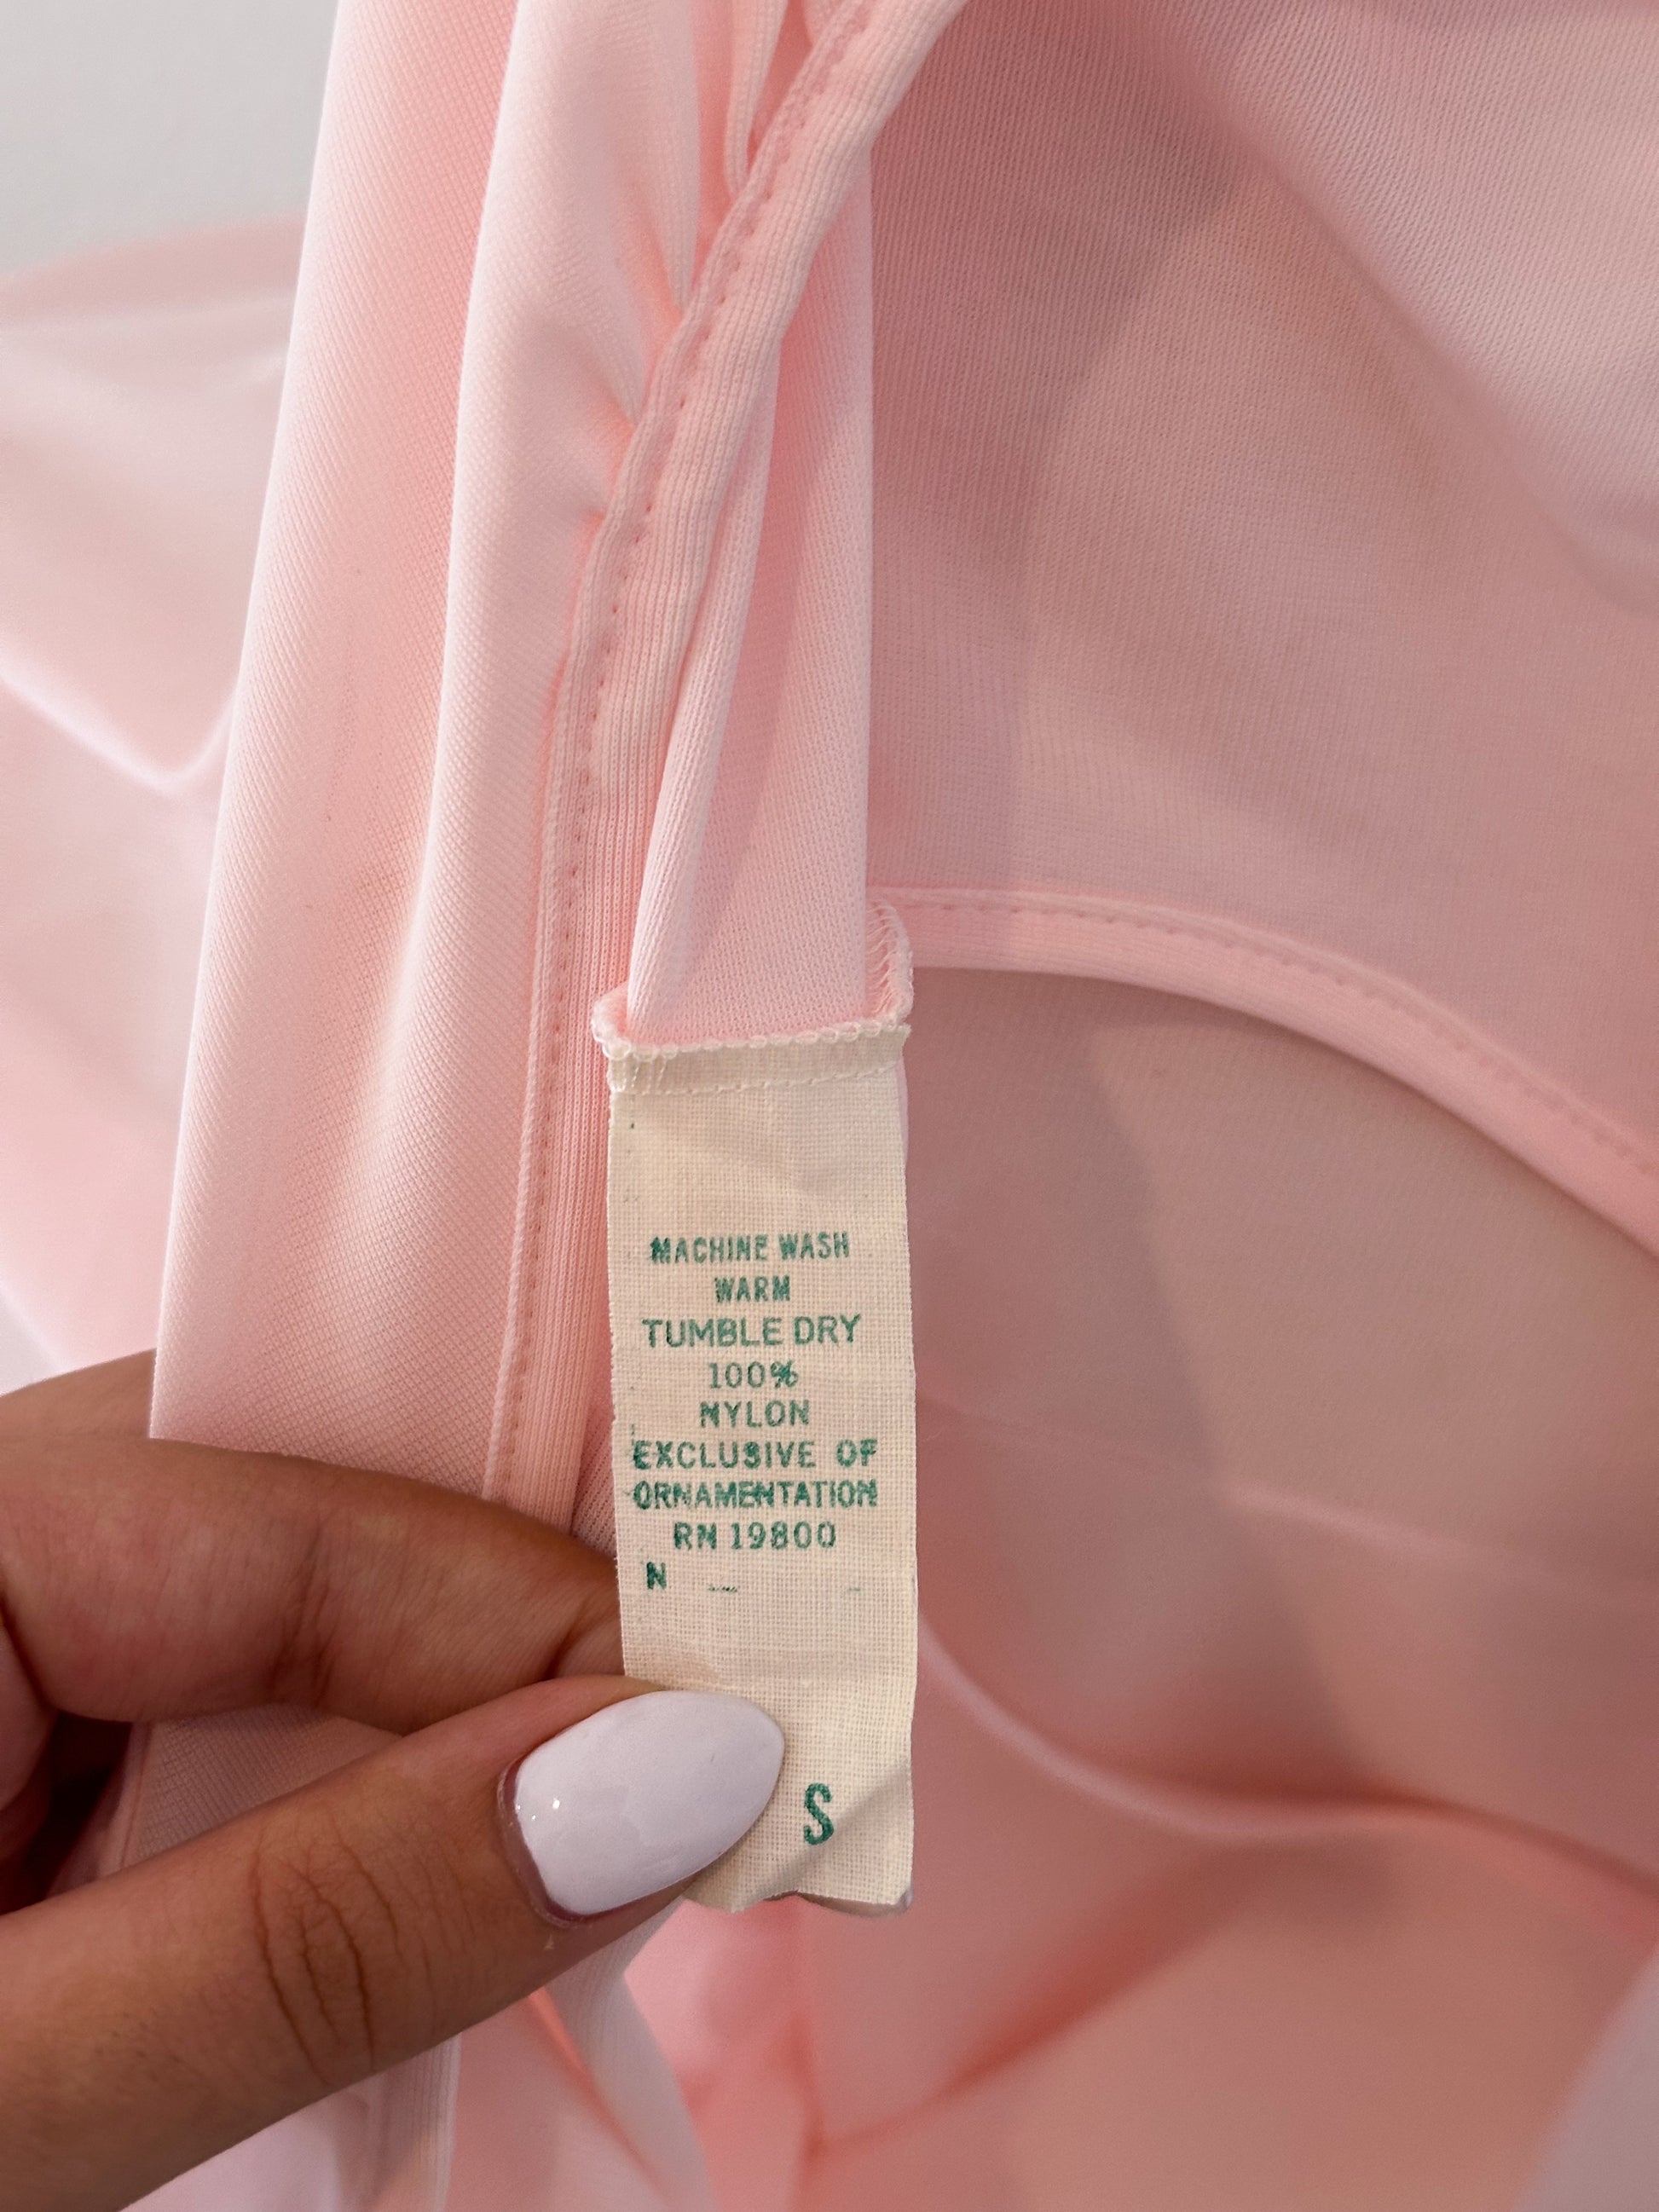 MACHINE WASH
WARM
TUMBLE DRY
100%
NYLON
EXCLUSIVE OF
ORNAMENTATION
RN 19800
N
S